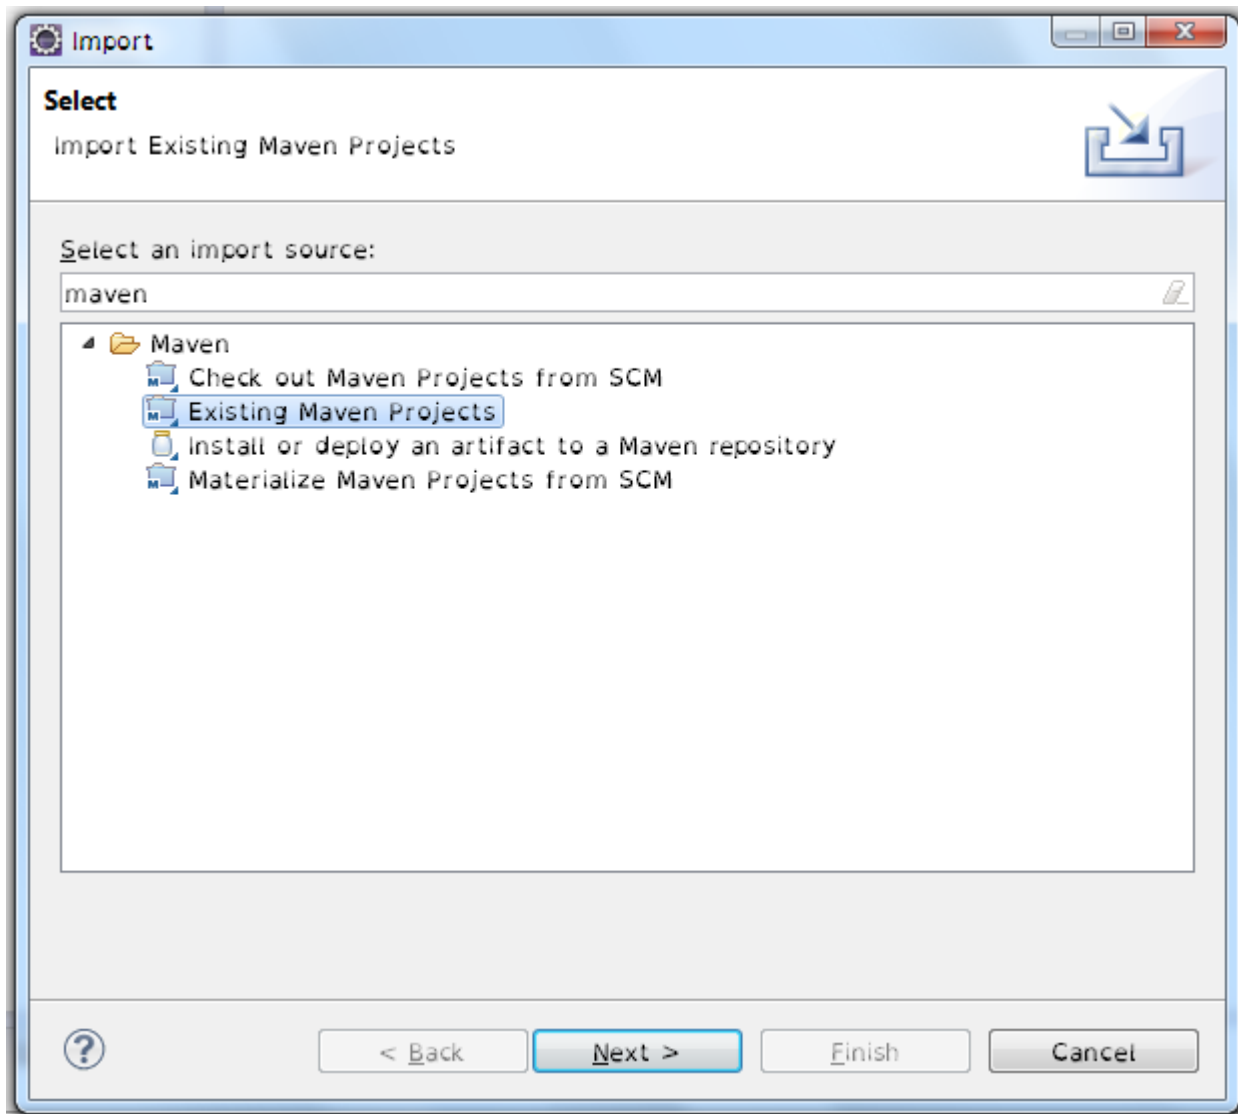 Import
Select
Import Existing Maven Projects
Select an import source:
maven
Maven
Check out Maven Projects from SCM
Existing Maven Projects
Install or deploy an artifact to a Maven repository
Materialize Maven Projects from SCM
< Back Next > Finish Cancel